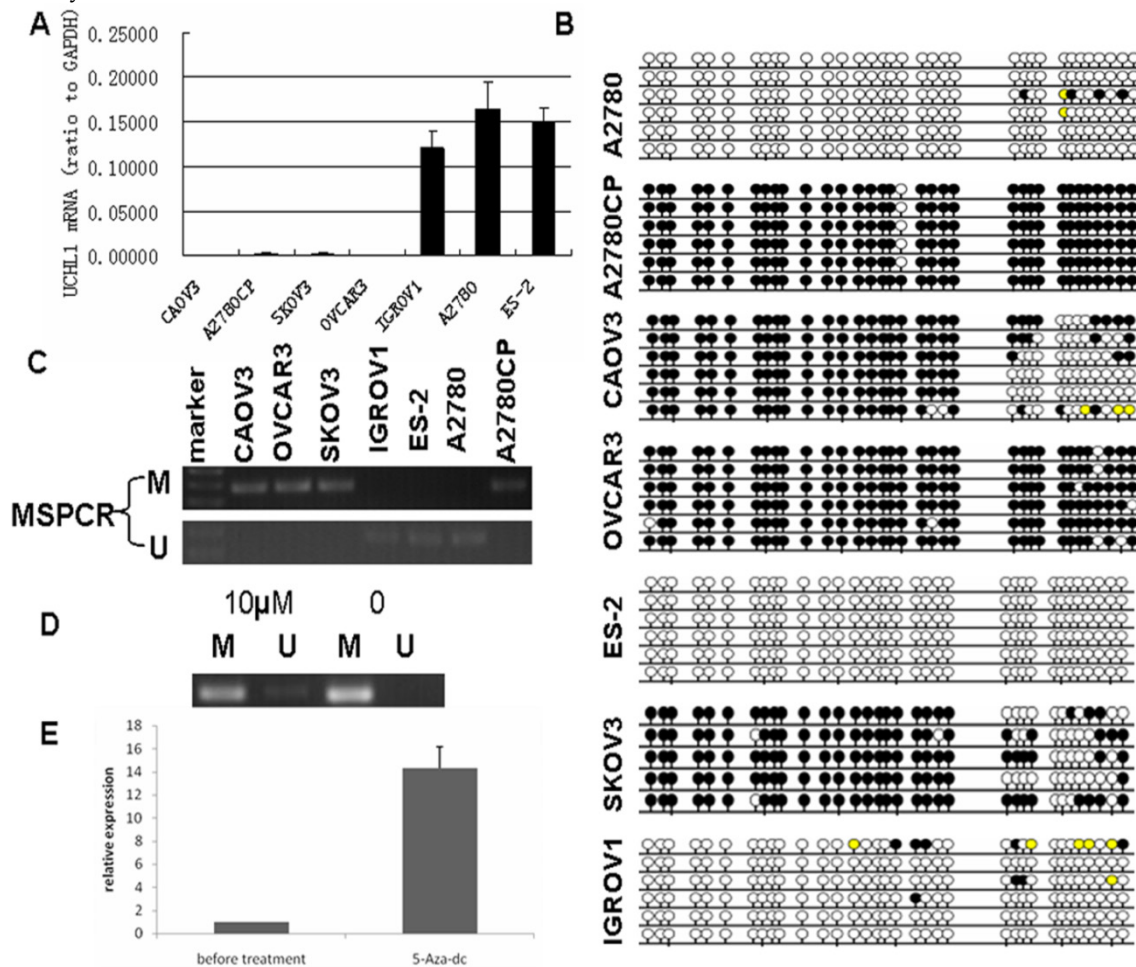 A
B
UCHL1 mRNA (ratio to GAPDH)
0.25000
0.20000
0.15000
0.10000
0.05000
0.00000
CAOV3
A2780CP
SKOV3
OVCAR3
IGROV1
A2780
ES-2
A2780
A2780CP
CAOV3
OVCAR3
ES-2
SKOV3
IGROV1
C
marker
CAOV3
OVCAR3
SKOV3
IGROV1
ES-2
A2780
A2780CP
MSPCR
M
U
D
10µM 0
M U M U
E
relative expression
18
16
14
12
10
8
6
4
2
0
before treatment 5-Aza-dc